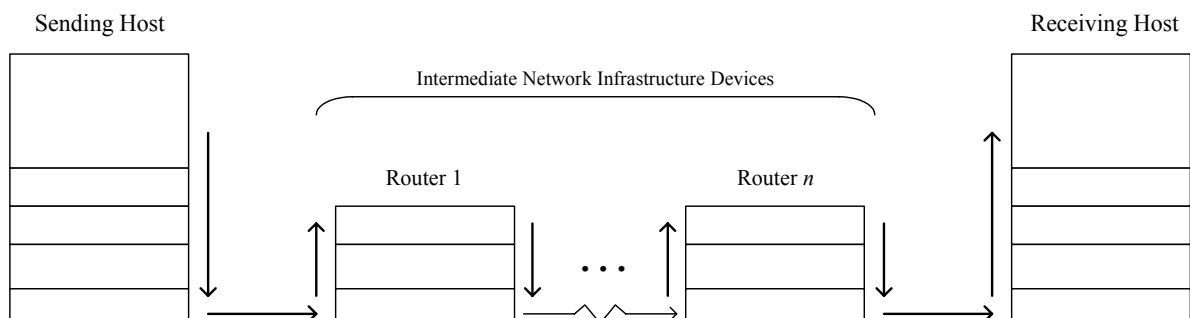 Sending Host
Receiving Host
Intermediate Network Infrastructure Devices
Router 1
Router n
...